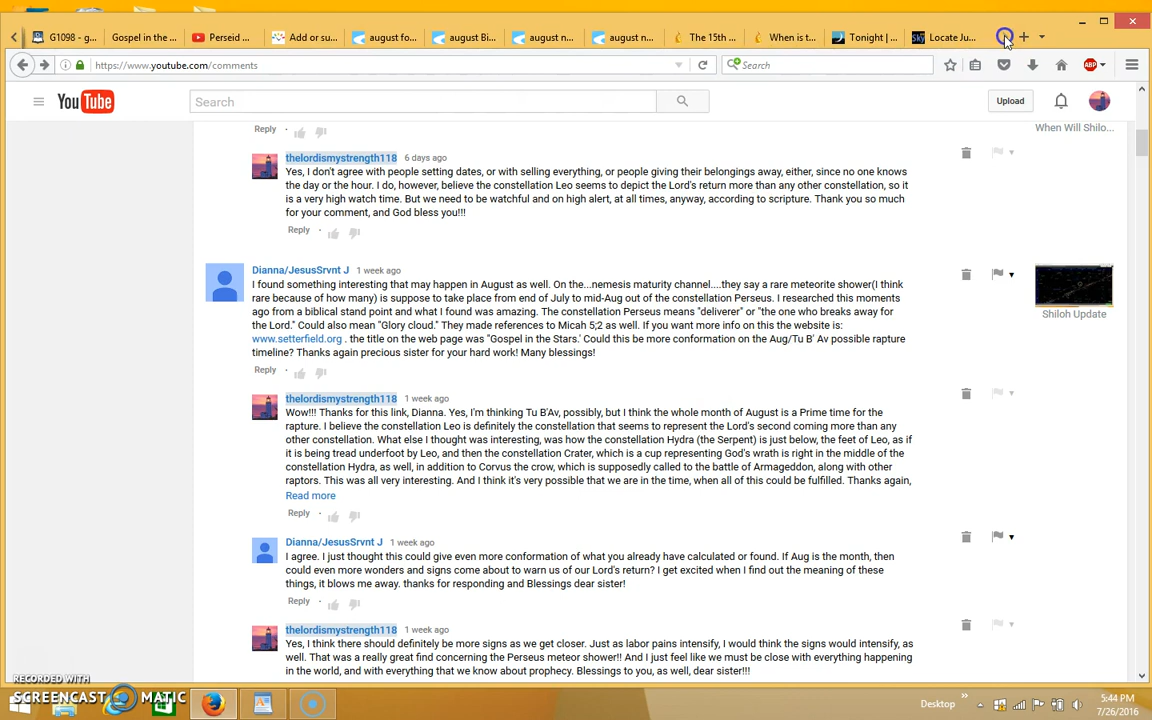 G1098 - g...
Gospel in the ...
Perseid ...
Add or su...
august fo...
august Bi...
august n...
august n...
The 15th ...
When is t...
Tonight | ...
Sky
Locate Ju...
https://www.youtube.com/comments
Search
ABP
YouTube
Search
Upload
Reply
When Will Shilo...
thelordismystrength118 6 days ago
Yes, I don't agree with people setting dates, or with selling everything, or people giving their belongings away, either, since no one knows
the day or the hour. I do, however, believe the constellation Leo seems to depict the Lord's return more than any other constellation, so it
is a very high watch time. But we need to be watchful and on high alert, at all times, anyway, according to scripture. Thank you so much
for your comment, and God bless you!!!
Reply
Dianna/JesusSrvnt J 1 week ago
I found something interesting that may happen in August as well. On the...nemesis maturity channel....they say a rare meteorite shower(I think
rare because of how many) is suppose to take place from end of July to mid-Aug out of the constellation Perseus. I researched this moments
ago from a biblical stand point and what I found was amazing. The constellation Perseus means "deliverer" or "the one who breaks away for
the Lord." Could also mean "Glory cloud." They made references to Micah 5;2 as well. If you want more info on this the website is:
www.setterfield.org . the title on the web page was "Gospel in the Stars.' Could this be more conformation on the Aug/Tu B' Av possible rapture
timeline? Thanks again precious sister for your hard work! Many blessings!
Shiloh Update
Reply
thelordismystrength118 1 week ago
Wow!!! Thanks for this link, Dianna. Yes, I'm thinking Tu B'Av, possibly, but I think the whole month of August is a Prime time for the
rapture. I believe the constellation Leo is definitely the constellation that seems to represent the Lord's second coming more than any
other constellation. What else I thought was interesting, was how the constellation Hydra (the Serpent) is just below, the feet of Leo, as if
it is being tread underfoot by Leo, and then the constellation Crater, which is a cup representing God's wrath is right in the middle of the
constellation Hydra, as well, in addition to Corvus the crow, which is supposedly called to the battle of Armageddon, along with other
raptors. This was all very interesting. And I think it's very possible that we are in the time, when all of this could be fulfilled. Thanks again,
Read more
Reply
Dianna/JesusSrvnt J 1 week ago
I agree. I just thought this could give even more conformation of what you already have calculated or found. If Aug is the month, then
could even more wonders and signs come about to warn us of our Lord's return? I get excited when I find out the meaning of these
things, it blows me away. thanks for responding and Blessings dear sister!
Reply
thelordismystrength118 1 week ago
Yes, I think there should definitely be more signs as we get closer. Just as labor pains intensify, I would think the signs would intensify, as
well. That was a really great find concerning the Perseus meteor shower!! And I just feel like we must be close with everything happening
in the world, and with everything that we know about prophecy. Blessings to you, as well, dear sister!!!
RECORDED WITH
SCREENCAST MATIC
Desktop
5:44 PM
7/26/2016